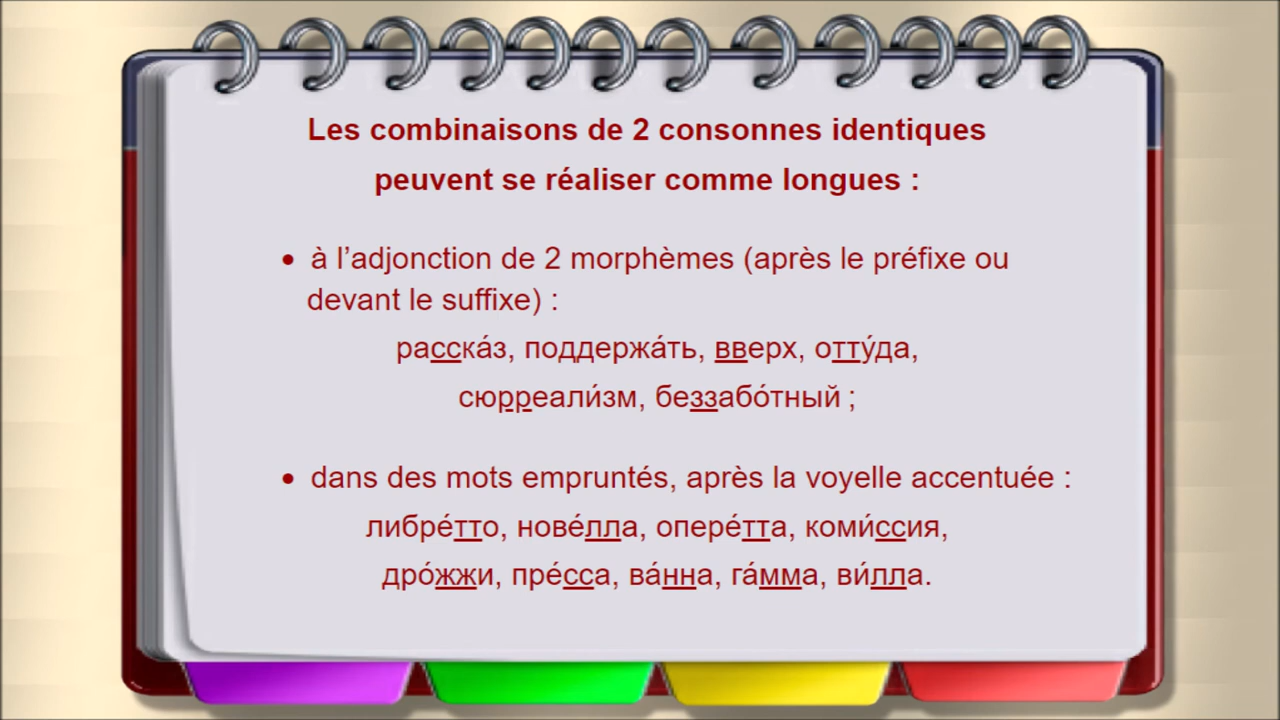 Les combinaisons de 2 consonnes identiques
peuvent se réaliser comme longues :
• à l’adjonction de 2 morphèmes (après le préfixe ou
devant le suffixe) :
расска́з, поддержа́ть, вверх, отту́да,
сюрреали́зм, беззабо́тный ;
• dans des mots empruntés, après la voyelle accentuée :
либре́тто, нове́лла, опере́тта, коми́ссия,
дро́жжи, пре́сса, ва́нна, га́мма, ви́лла.